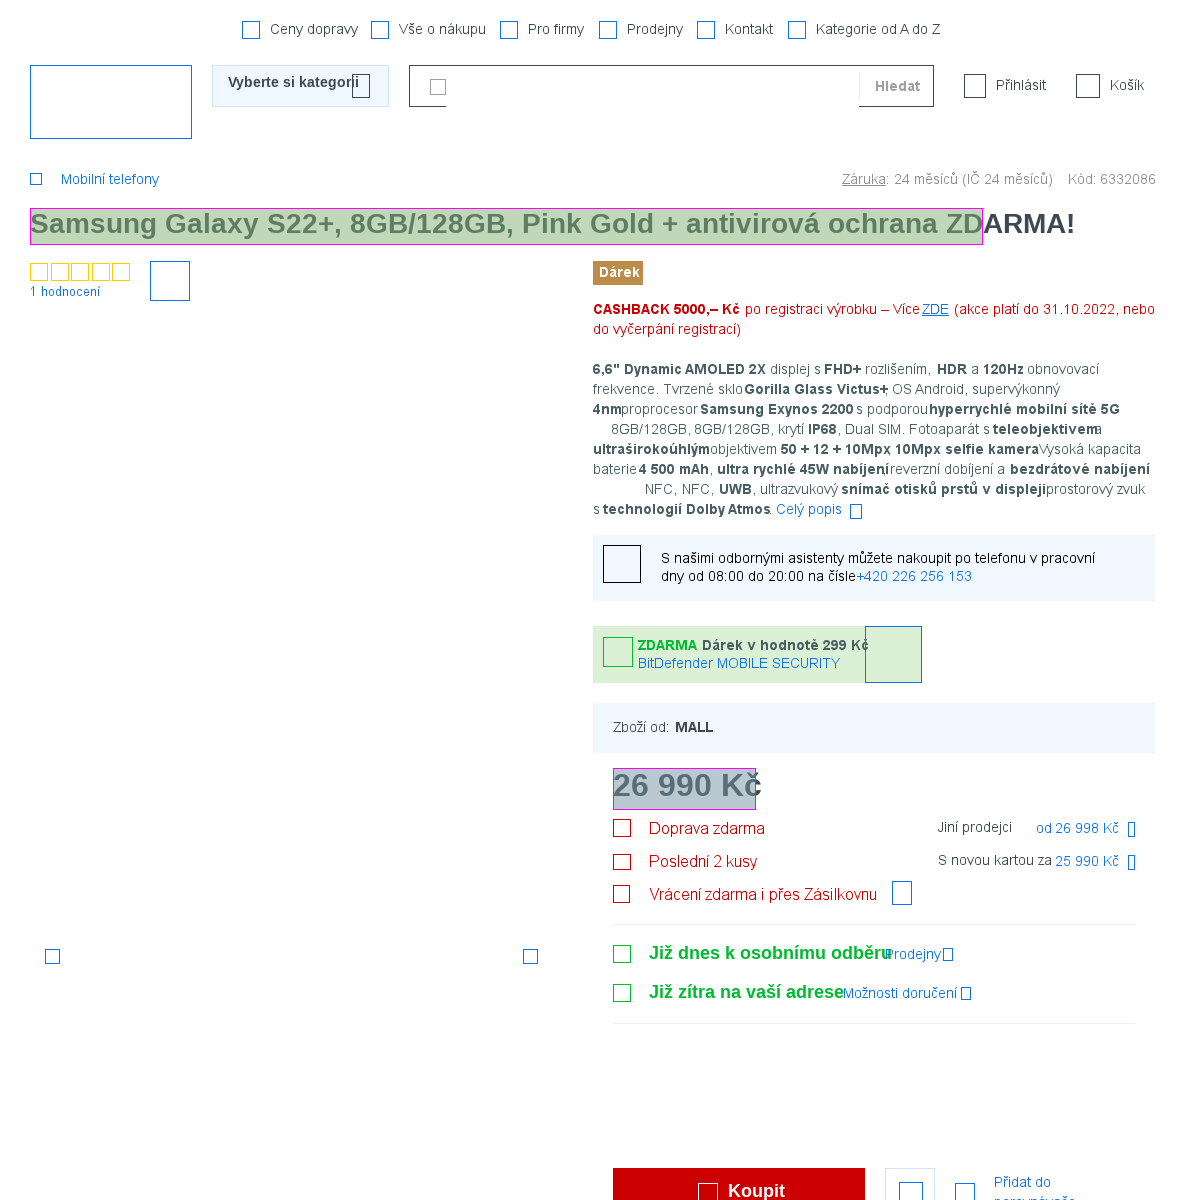 Ceny dopravy Vše o nákupu Pro firmy Prodejny Kontakt Kategorie od A do Z
Vyberte si kategorii Hledat Přihlásit Košík
Mobilní telefony Záruka: 24 měsíců (IČ 24 měsíců) Kód: 6332086
Samsung Galaxy S22+, 8GB/128GB, Pink Gold + antivirová ochrana ZDARMA!
1 hodnocení
Dárek
CASHBACK 5000,– Kč po registraci výrobku – Více ZDE (akce platí do 31.10.2022, nebo
do vyčerpání registrací)
6,6" Dynamic AMOLED 2X displej s FHD+ rozlišením, HDR a 120Hz obnovovací
frekvence. Tvrzené sklo Gorilla Glass Victus+, OS Android, supervýkonný
4nm proprocesor Samsung Exynos 2200 s podporou hyperrychlé mobilní sítě 5G
8GB/128GB, 8GB/128GB, krytí IP68, Dual SIM. Fotoaparát s teleobjektivem a
ultraširokoúhlým objektivem 50 + 12 + 10Mpx, 10Mpx selfie kamera Vysoká kapacita
baterie 4 500 mAh, ultra rychlé 45W nabíjení, reverzní dobíjení a bezdrátové nabíjení
NFC, NFC, UWB, ultrazvukový snímač otisků prstů v displeji prostorový zvuk
s technologií Dolby Atmos. Celý popis
S našimi odbornými asistenty můžete nakoupit po telefonu v pracovní
dny od 08:00 do 20:00 na čísle +420 226 256 153
ZDARMA Dárek v hodnotě 299 Kč
BitDefender MOBILE SECURITY
Zboží od: MALL
26 990 Kč
Doprava zdarma Jiní prodejci od 26 998 Kč
Poslední 2 kusy S novou kartou za 25 990 Kč
Vrácení zdarma i přes Zásilkovnu
Již dnes k osobnímu odběru Prodejny
Již zítra na vaší adrese Možnosti doručení
Koupit Přidat do